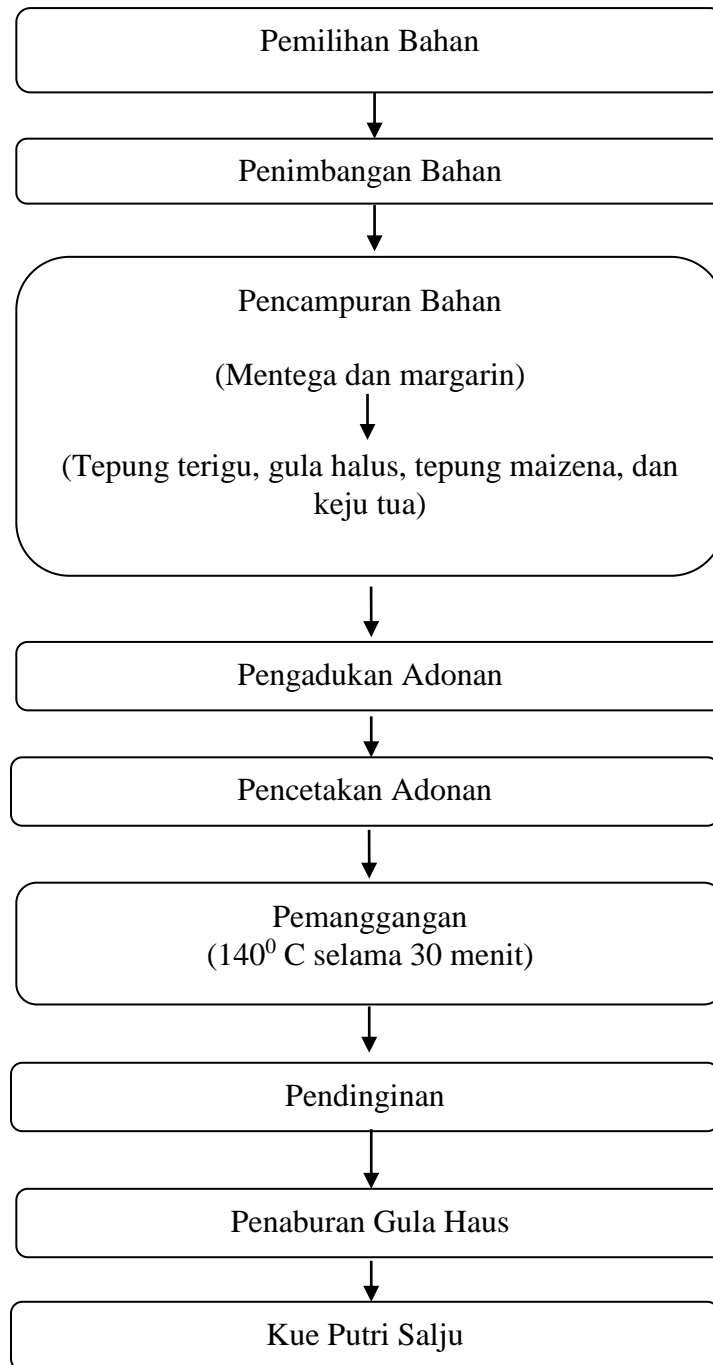 Pemilihan Bahan
Penimbangan Bahan
Pencampuran Bahan
(Mentega dan margarin)
(Tepung terigu, gula halus, tepung maizena, dan
keju tua)
Pengadukan Adonan
Pencetakan Adonan
Pemanggangan
(140⁰ C selama 30 menit)
Pendinginan
Penaburan Gula Haus
Kue Putri Salju